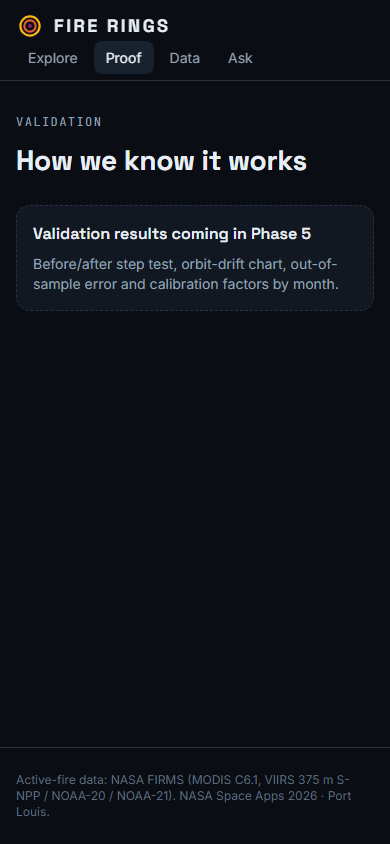 FIRE RINGS
Explore Proof Data Ask
VALIDATION
How we know it works
Validation results coming in Phase 5
Before/after step test, orbit-drift chart, out-of-
sample error and calibration factors by month.
Active-fire data: NASA FIRMS (MODIS C6.1, VIIRS 375 m S-
NPP / NOAA-20 / NOAA-21). NASA Space Apps 2026 · Port
Louis.